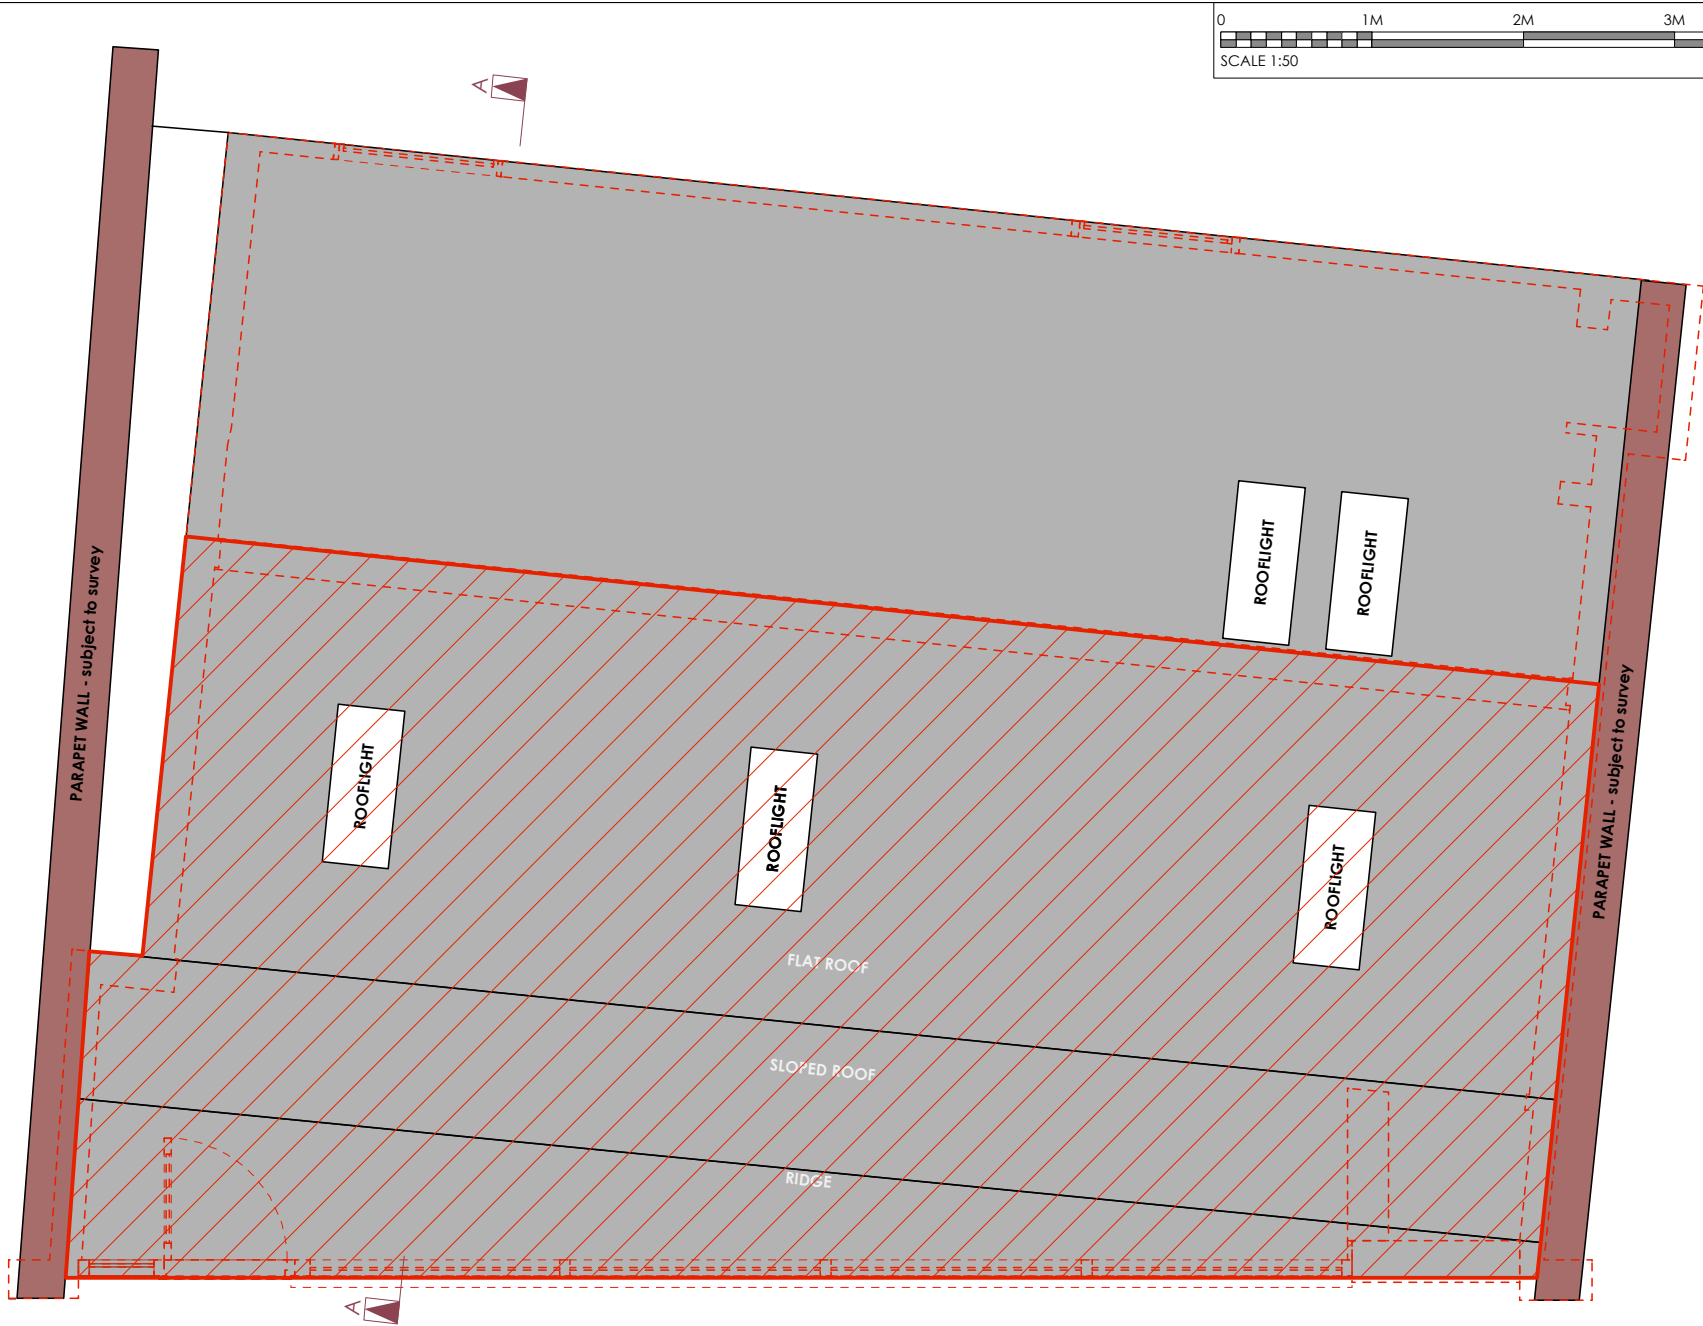 0 1M 2M 3M
SCALE 1:50
A
ROOFLIGHT
ROOFLIGHT
PARAPET WALL - subject to survey
PARAPET WALL - subject to survey
ROOFLIGHT
ROOFLIGHT
ROOFLIGHT
FLAT ROOF
SLOPED ROOF
RIDGE
A